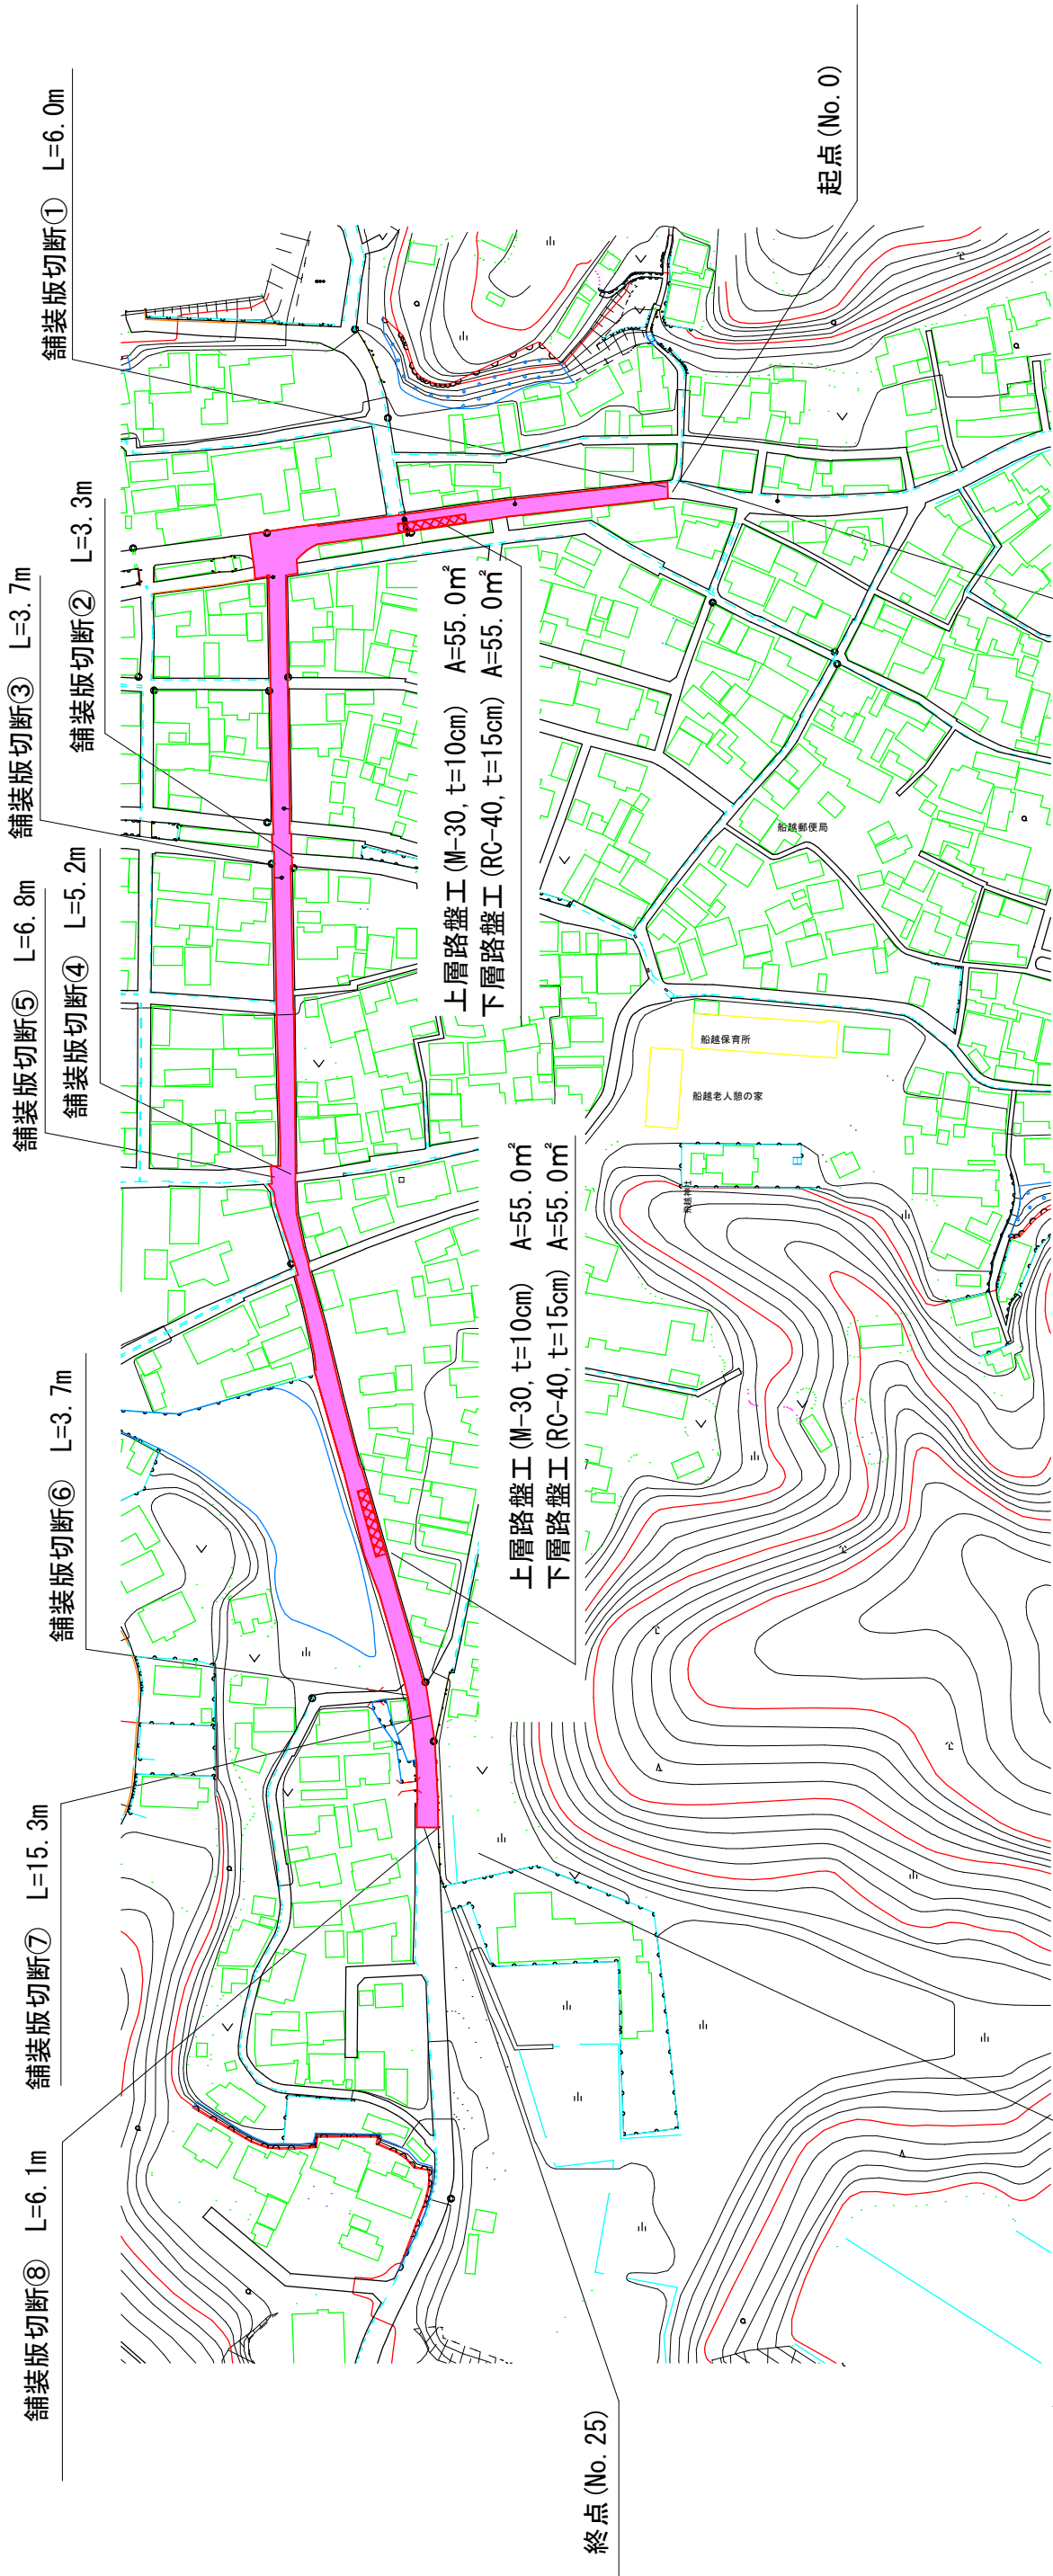 舗装版切断① L=6.0m
舗装版切断② L=3.3m
舗装版切断③ L=3.7m
舗装版切断④ L=5.2m
舗装版切断⑤ L=6.8m
舗装版切断⑥ L=3.7m
舗装版切断⑦ L=15.3m
舗装版切断⑧ L=6.1m
起点(No.0)
上層路盤工(M-30,t=10cm) A=55.0㎡
下層路盤工(RC-40,t=15cm) A=55.0㎡
船越郵便局
船越保育所
船越老人憩の家
上層路盤工(M-30,t=10cm) A=55.0㎡
下層路盤工(RC-40,t=15cm) A=55.0㎡
終点(No.25)